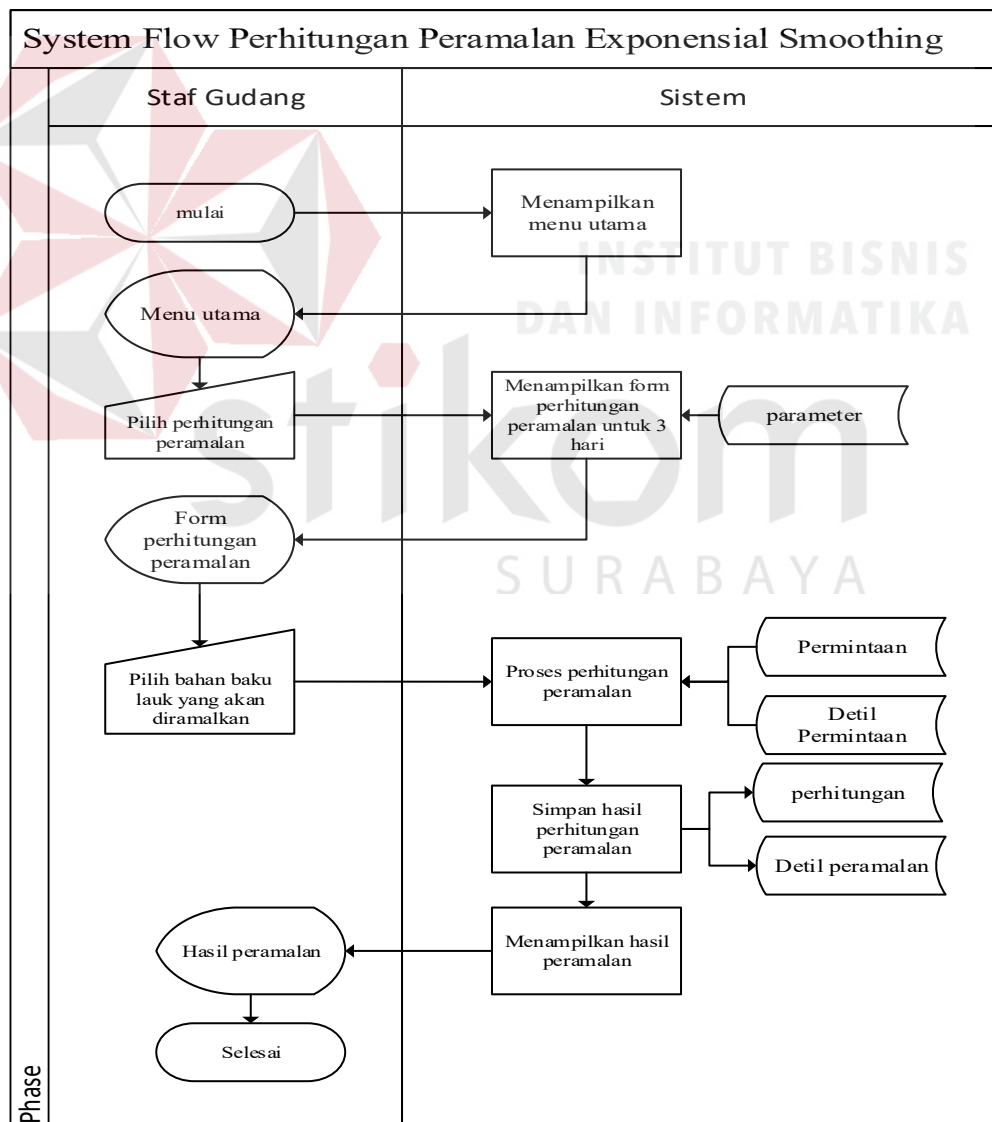 System Flow Perhitungan Peramalan Exponensial Smoothing
Staf Gudang
Sistem
mulai
Menampilkan
menu utama
INSTITUT BISNIS
DAN INFORMATIKA
Menu utama
Pilih perhitungan
peramalan
Menampilkan form
perhitungan
peramalan untuk 3
hari
parameter
stikom
SURABAYA
Form
perhitungan
peramalan
Pilih bahan baku
lauk yang akan
diramalkan
Proses perhitungan
peramalan
Permintaan
Detil
Permintaan
Simpan hasil
perhitungan
peramalan
perhitungan
Detil peramalan
Hasil peramalan
Menampilkan hasil
peramalan
Selesai
Phase